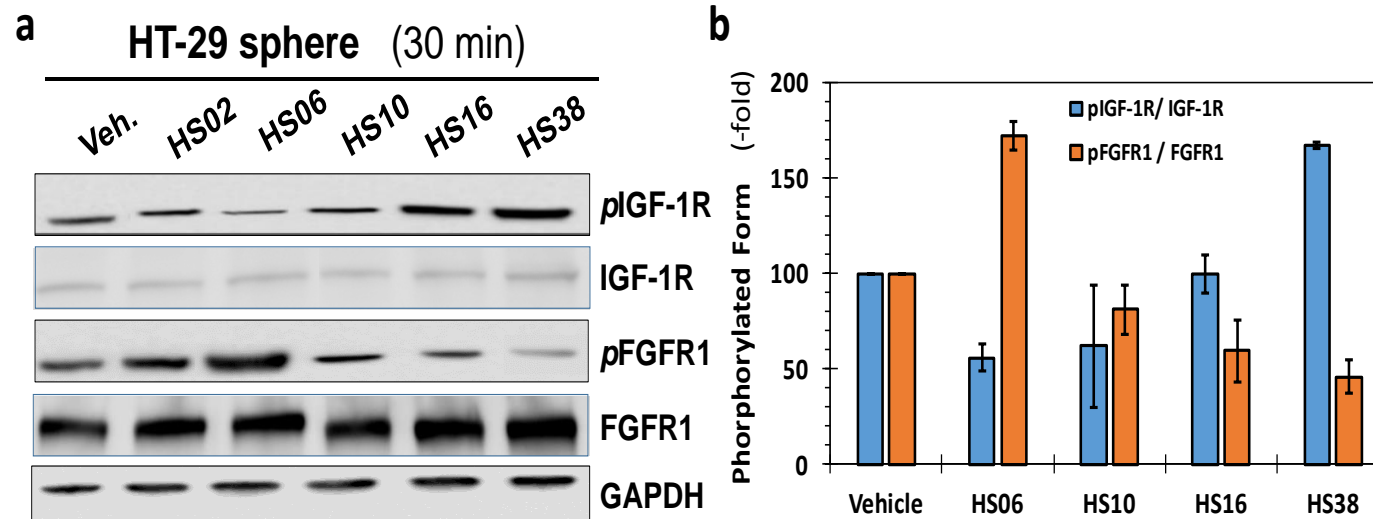 a
HT-29 sphere (30 min)
Veh. HS02 HS06 HS10 HS16 HS38
pIGF-1R
IGF-1R
pFGFR1
FGFR1
GAPDH
b
Phorphorylated Form (-fold)
200
150
100
50
0
pIGF-1R/ IGF-1R
pFGFR1 / FGFR1
Vehicle HS06 HS10 HS16 HS38